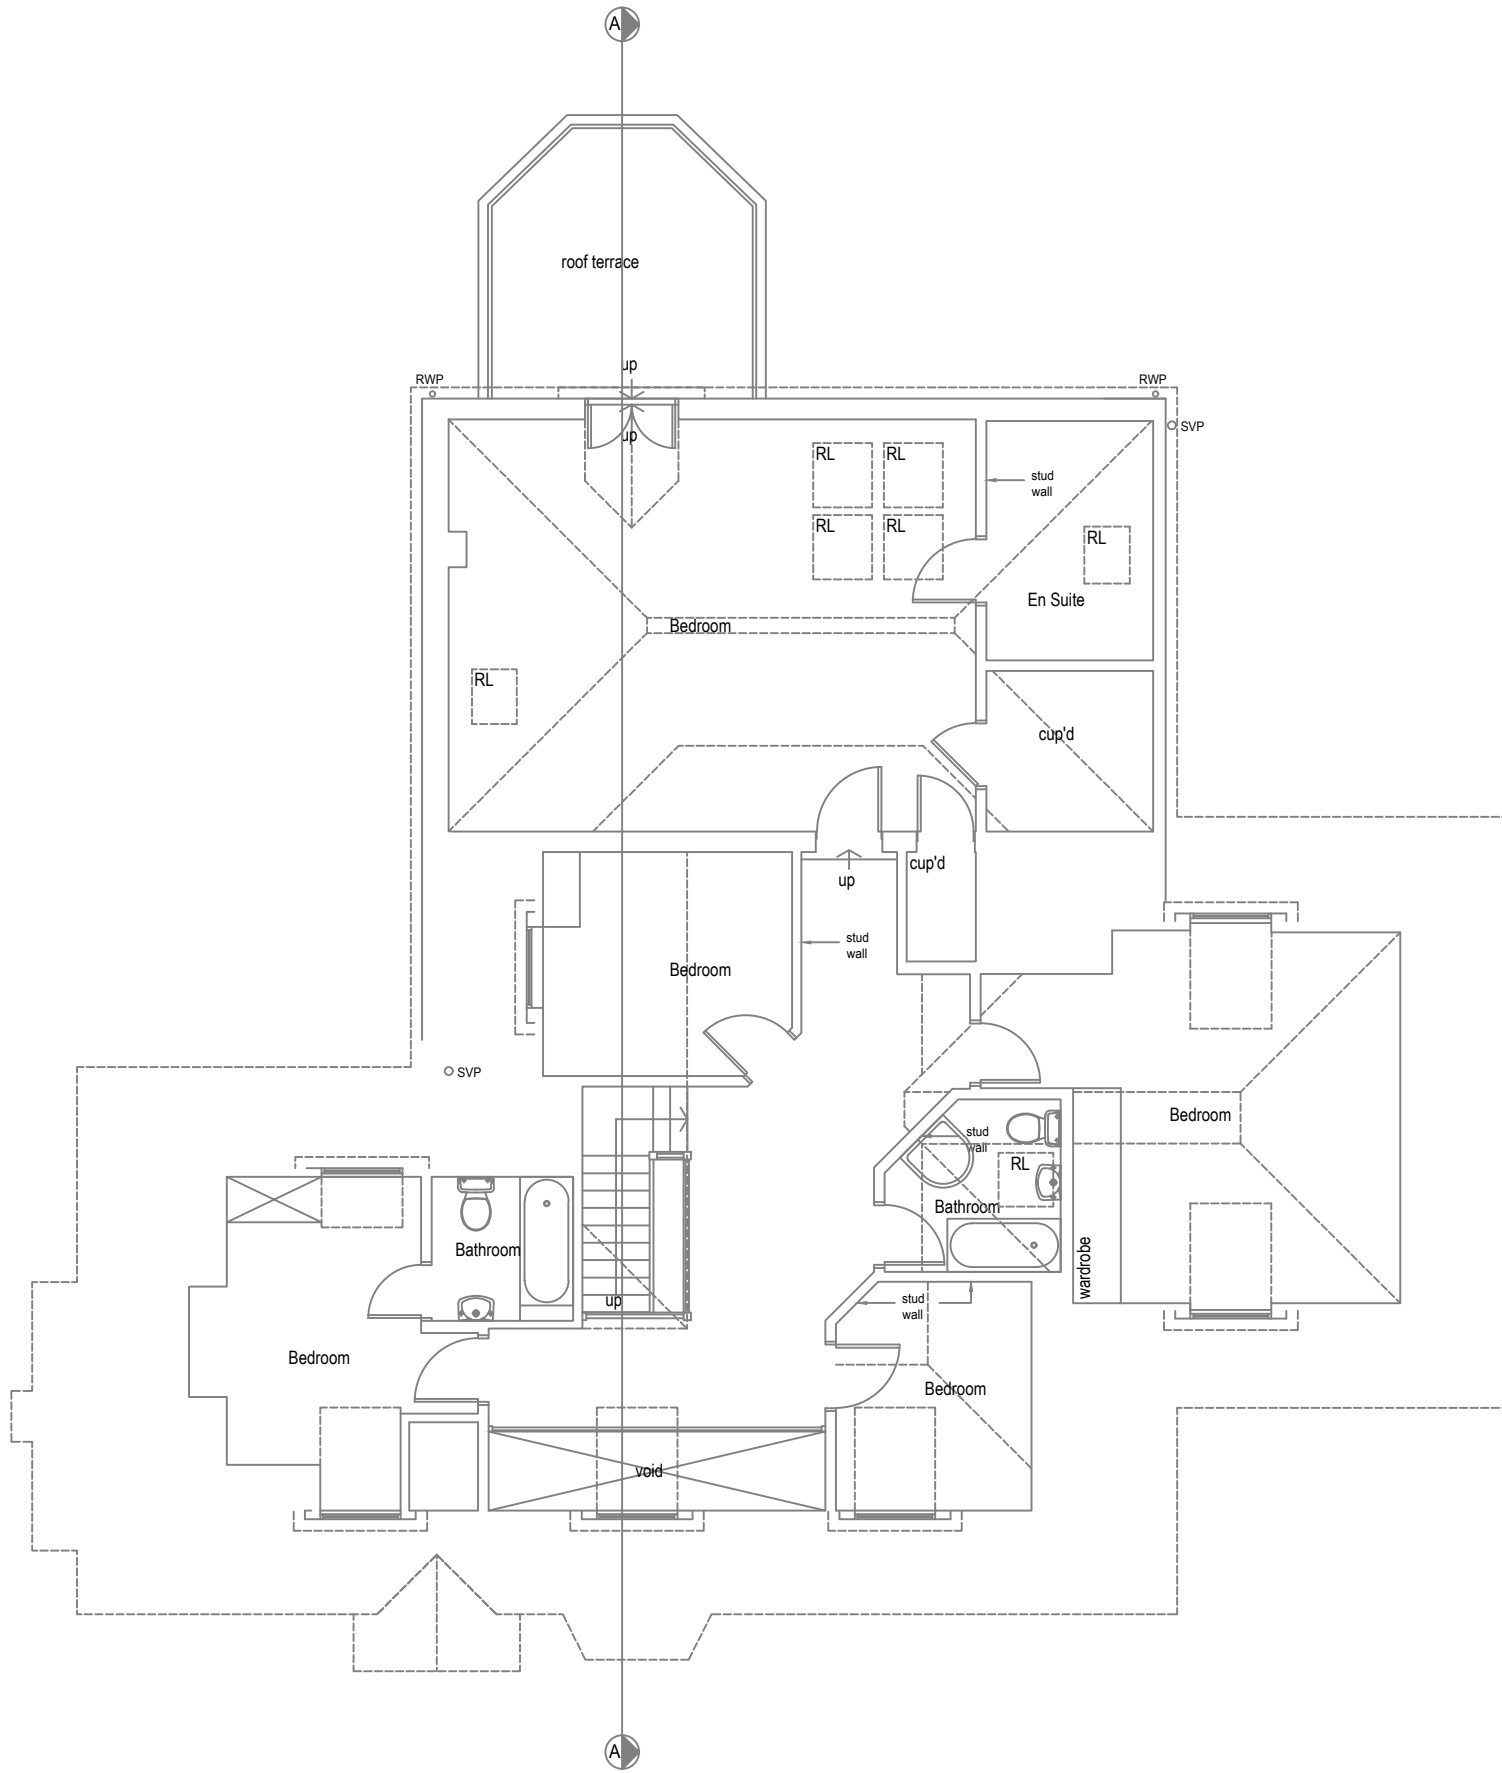 A
roof terrace
up
RWP
RWP
up
SVP
RL
RL
stud
wall
RL
RL
RL
En Suite
Bedroom
RL
cup'd
cup'd
up
stud
wall
Bedroom
SVP
Bedroom
stud
wall
RL
Bathroom
Bathroom
wardrobe
up
stud
wall
Bedroom
Bedroom
void
A